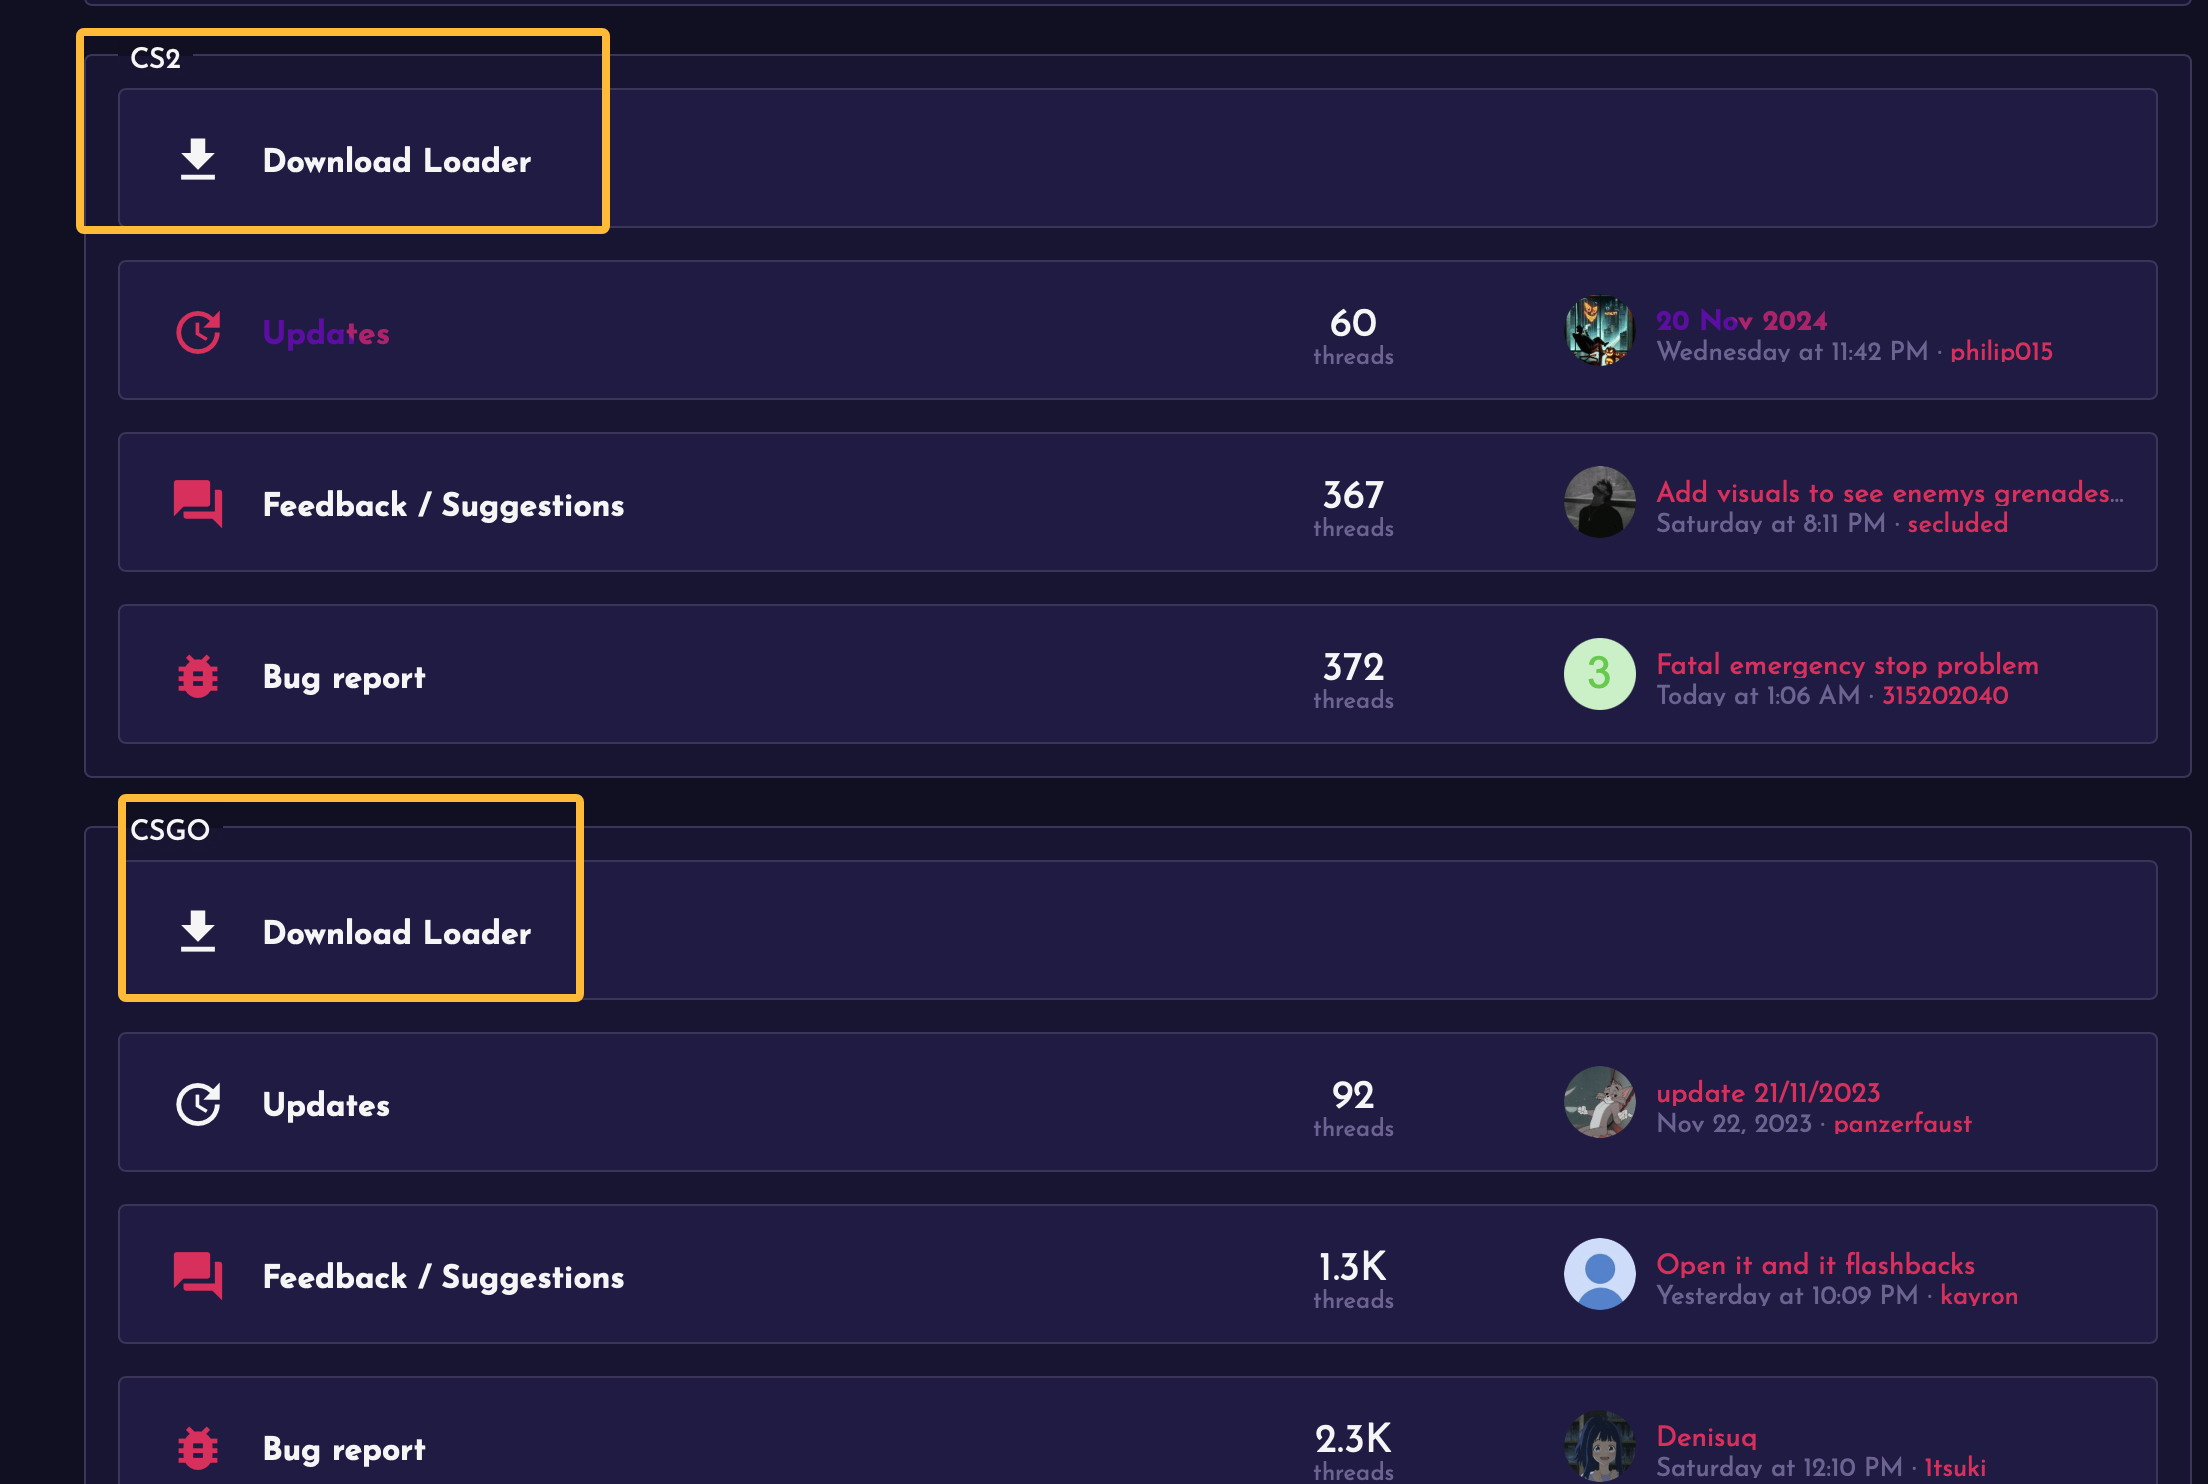 CS2
Download Loader
Updates
60
threads
20 Nov 2024
Wednesday at 11:42 PM · philip015
Feedback / Suggestions
367
threads
Add visuals to see enemys grenades...
Saturday at 8:11 PM · secluded
Bug report
372
threads
3
Fatal emergency stop problem
Today at 1:06 AM · 315202040
CSGO
Download Loader
Updates
92
threads
update 21/11/2023
Nov 22, 2023 · panzerfaust
Feedback / Suggestions
1.3K
threads
Open it and it flashbacks
Yesterday at 10:09 PM · kayron
Bug report
2.3K
threads
Denisuq
Saturday at 12:10 PM · 1tsuki